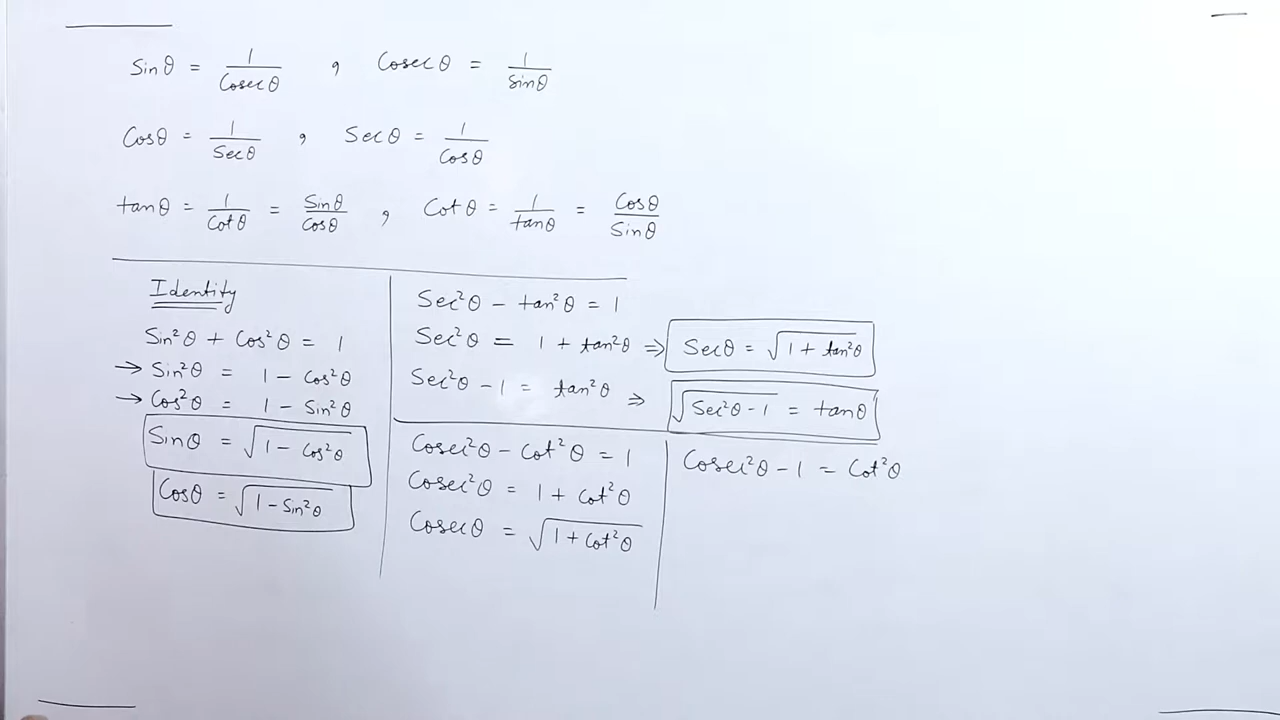 Sinθ = 1/Cosecθ , Cosecθ = 1/Sinθ
Cosθ = 1/Secθ , Secθ = 1/Cosθ
tanθ = 1/Cotθ = Sinθ/Cosθ , Cotθ = 1/tanθ = Cosθ/Sinθ
Identity
Sin²θ + Cos²θ = 1
→ Sin²θ = 1 - Cos²θ
→ Cos²θ = 1 - Sin²θ
Sinθ = √(1 - Cos²θ)
Cosθ = √(1 - Sin²θ)
Sec²θ - tan²θ = 1
Sec²θ = 1 + tan²θ ⇒ Secθ = √(1 + tan²θ)
Sec²θ - 1 = tan²θ ⇒ √(Sec²θ - 1) = tanθ
Cosec²θ - Cot²θ = 1
Cosec²θ = 1 + Cot²θ
Cosecθ = √(1 + Cot²θ)
Cosec²θ - 1 = Cot²θ